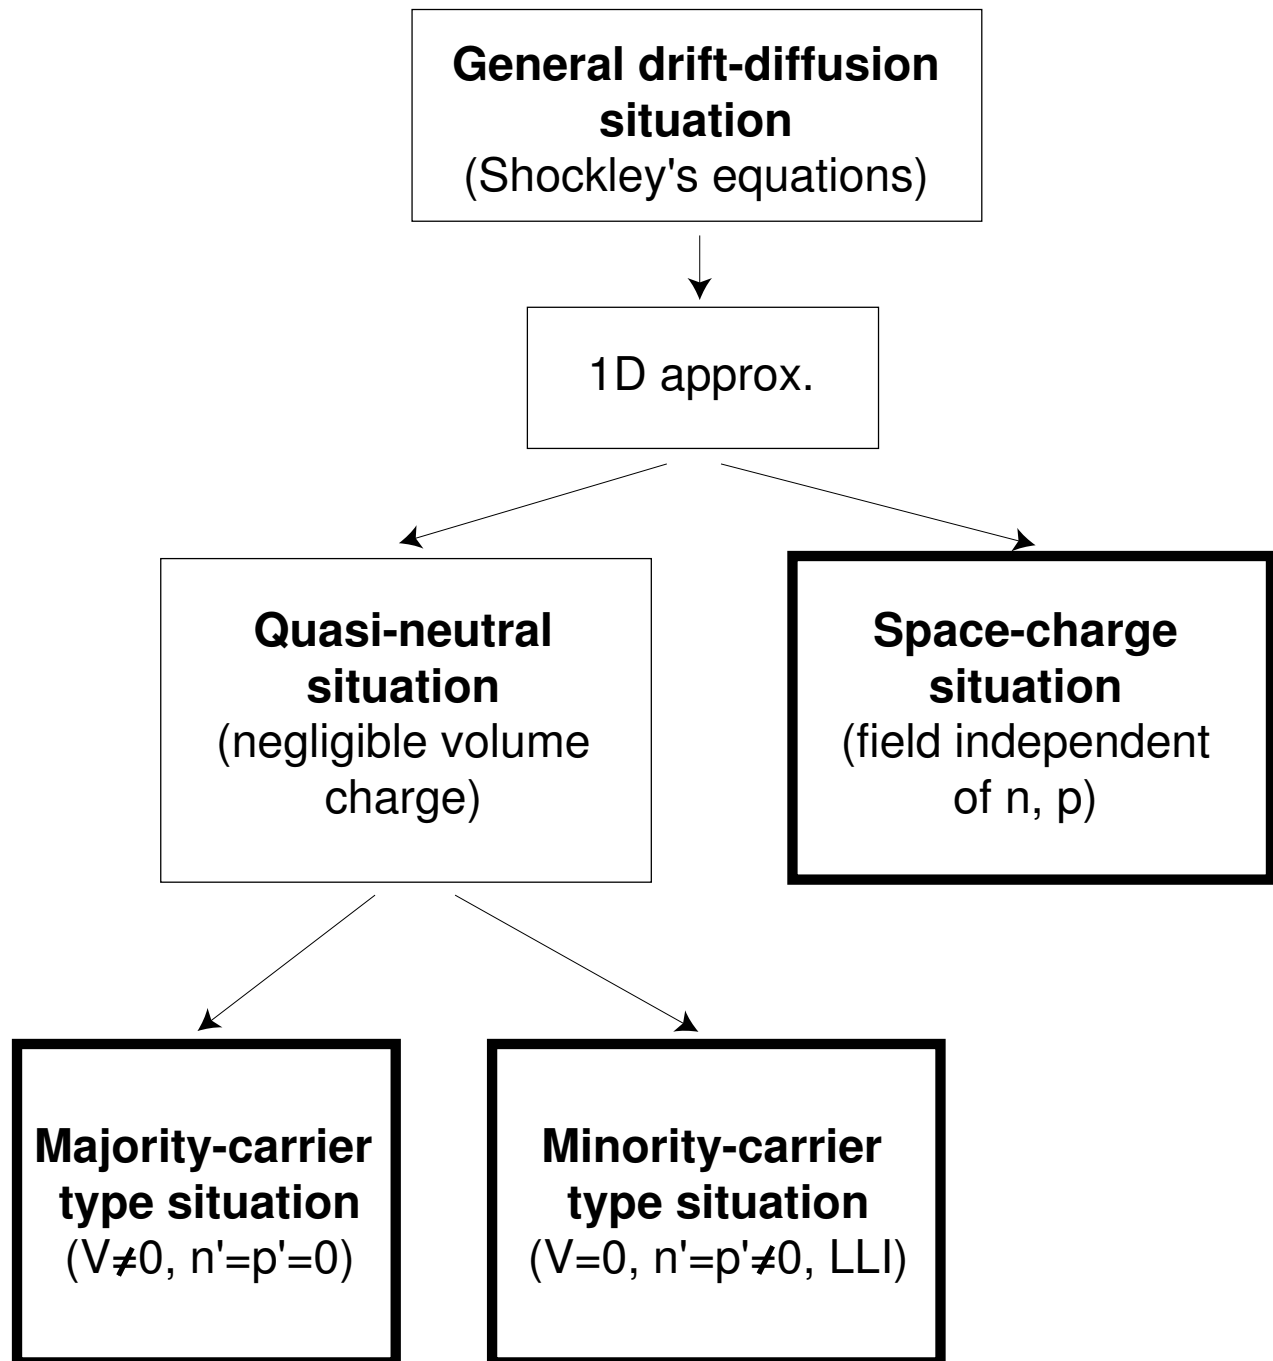 General drift-diffusion
situation
(Shockley's equations)
1D approx.
Quasi-neutral
situation
(negligible volume
charge)
Space-charge
situation
(field independent
of n, p)
Majority-carrier
type situation
(V≠0, n'=p'=0)
Minority-carrier
type situation
(V=0, n'=p'≠0, LLI)